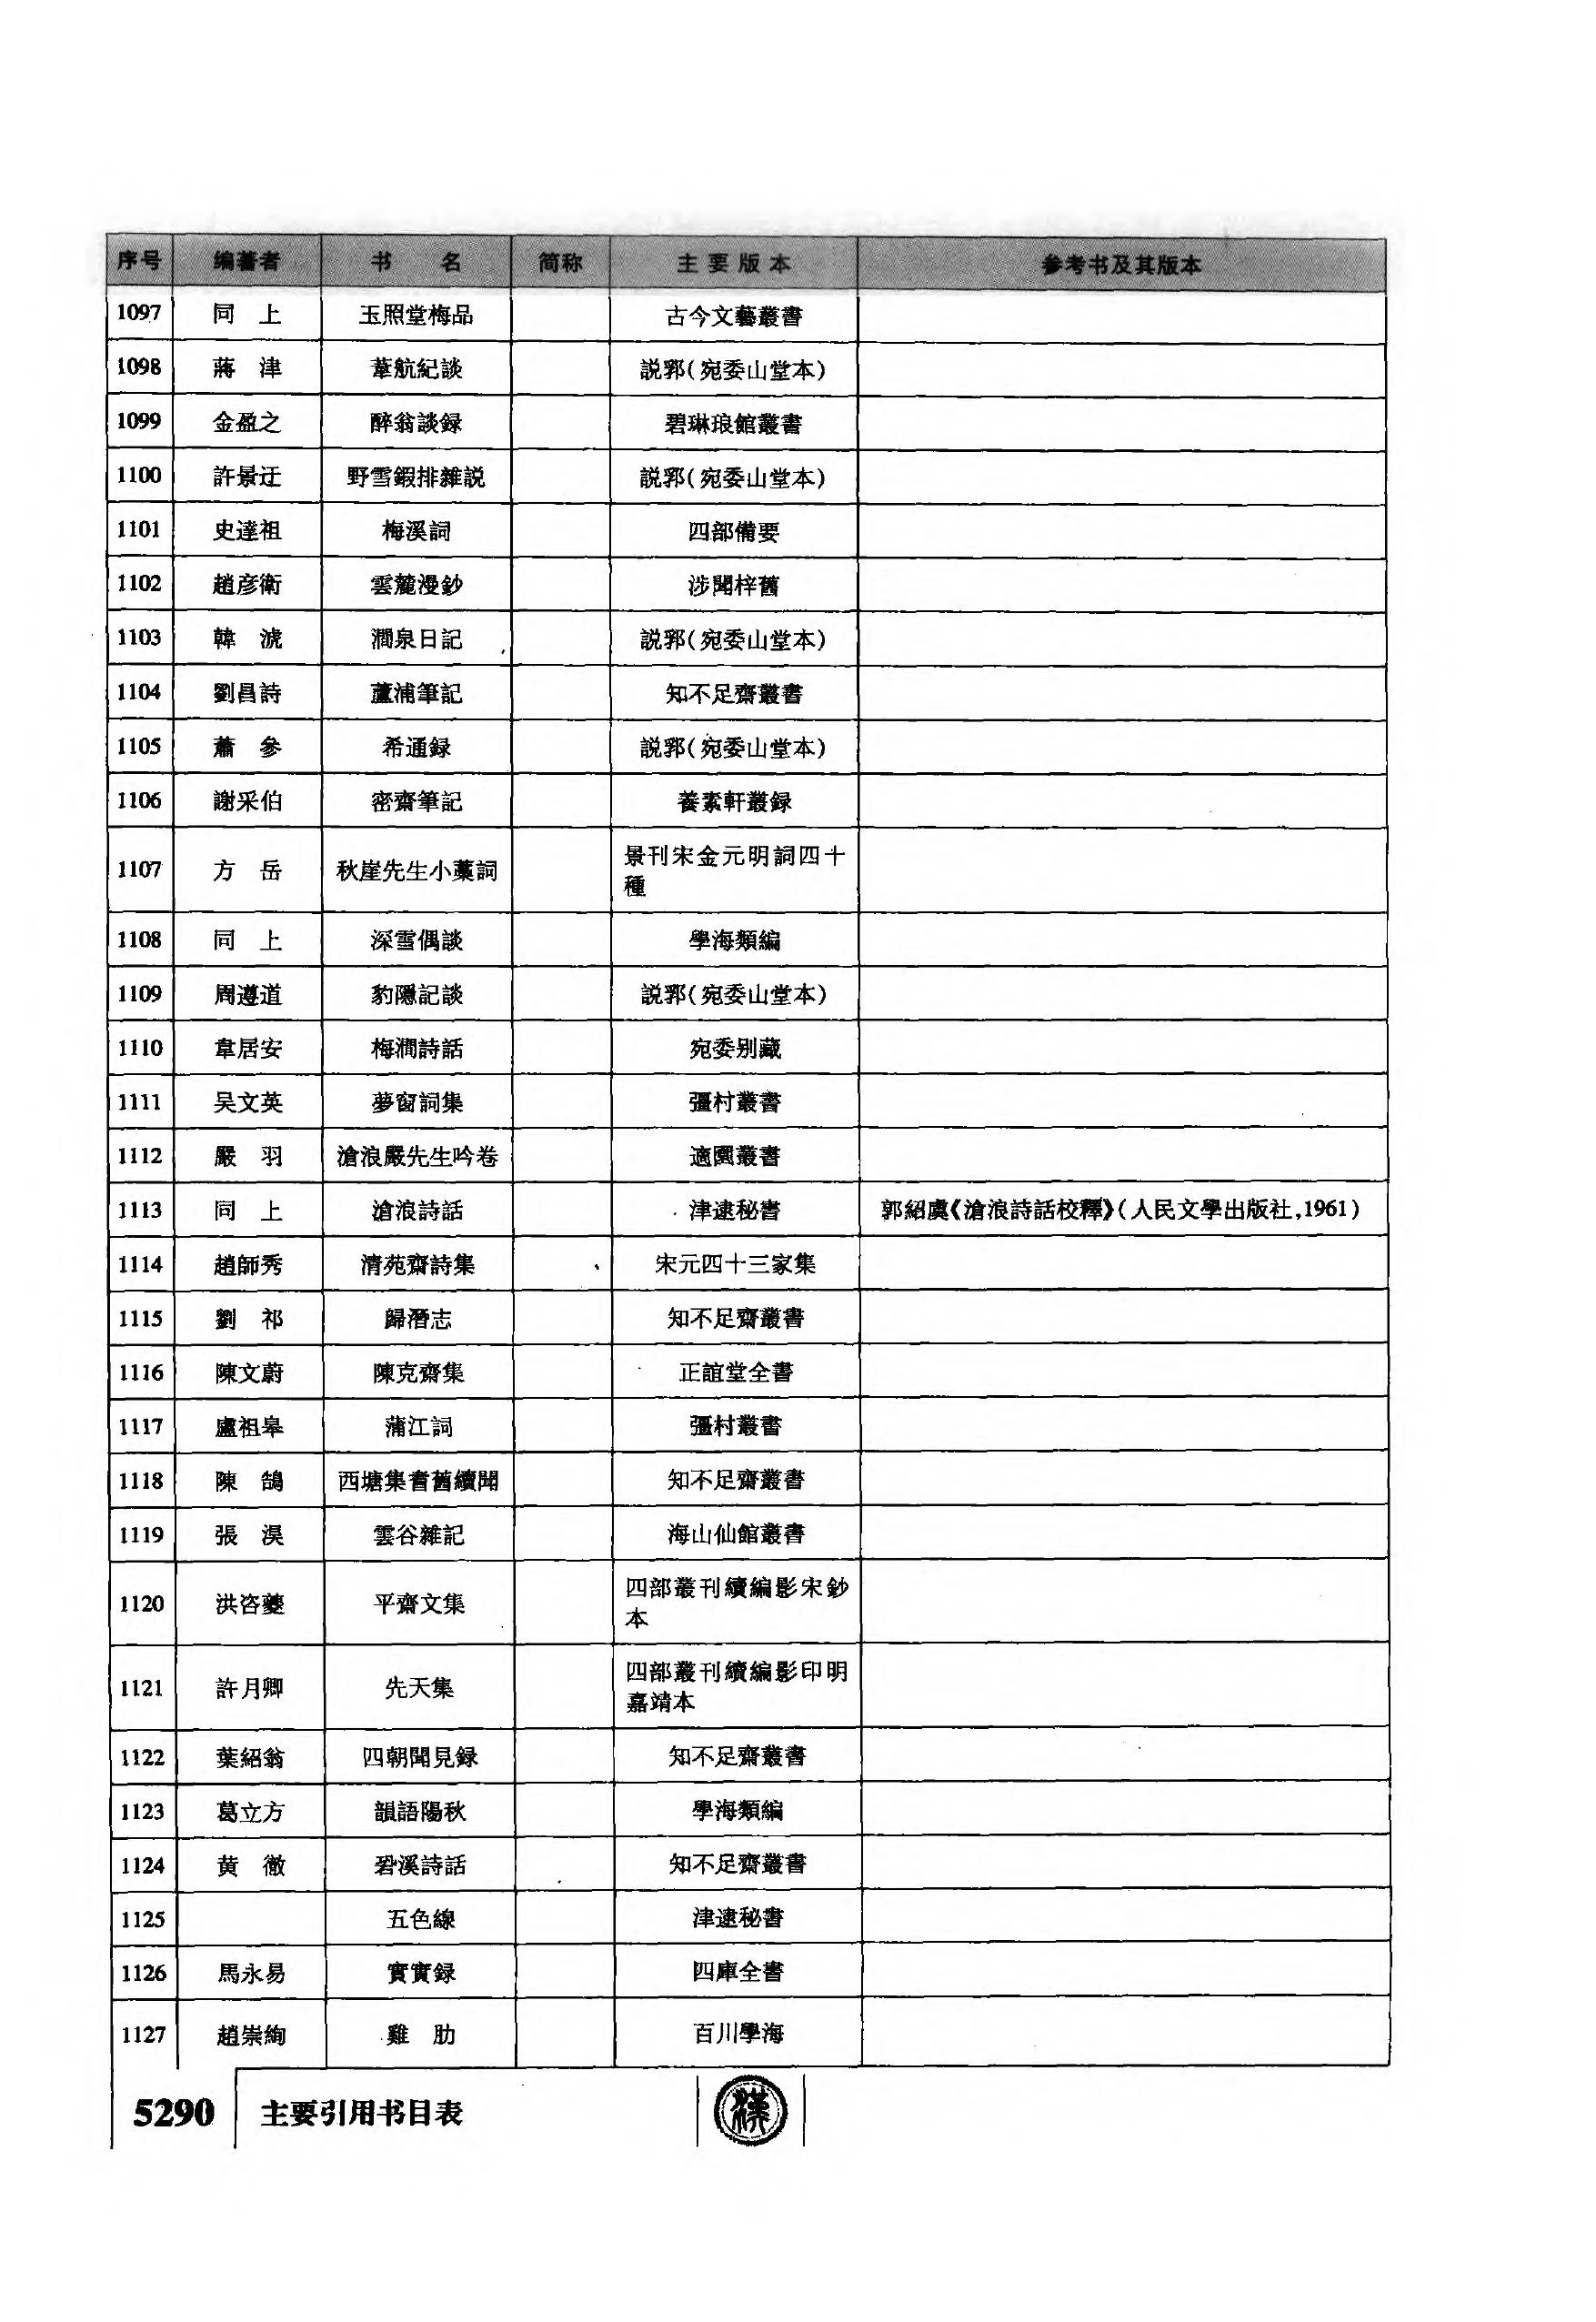 序号 编著者 书 名 简称 主要版本 参考书及其版本
1097 同 上 玉照堂梅品 古今文藝叢書
1098 蔣 津 葦航紀談 説郛(宛委山堂本)
1099 金盈之 醉翁談録 碧琳琅館叢書
1100 許景迂 野雪鍜排雜説 説郛(宛委山堂本)
1101 史達祖 梅溪詞 四部備要
1102 趙彦衛 雲麓漫鈔 涉聞梓舊
1103 韓 淲 澗泉日記 説郛(宛委山堂本)
1104 劉昌詩 蘆浦筆記 知不足齋叢書
1105 蕭 參 希通録 説郛(宛委山堂本)
1106 謝采伯 密齋筆記 養素軒叢録
1107 方 岳 秋崖先生小藁詞 景刊宋金元明詞四十
種
1108 同 上 深雪偶談 學海類編
1109 周遵道 豹隱記談 説郛(宛委山堂本)
1110 韋居安 梅澗詩話 宛委别藏
1111 吴文英 夢窗詞集 彊村叢書
1112 嚴 羽 滄浪嚴先生吟卷 適園叢書
1113 同 上 滄浪詩話 津逮秘書 郭紹虞《滄浪詩話校釋》(人民文學出版社,1961)
1114 趙師秀 清苑齋詩集 宋元四十三家集
1115 劉 祁 歸潛志 知不足齋叢書
1116 陳文蔚 陳克齋集 正誼堂全書
1117 盧祖皋 蒲江詞 彊村叢書
1118 陳 鵠 西塘集耆舊續聞 知不足齋叢書
1119 張 淏 雲谷雜記 海山仙館叢書
1120 洪咨夔 平齋文集 四部叢刊續編影宋鈔
本
1121 許月卿 先天集 四部叢刊續編影印明
嘉靖本
1122 葉紹翁 四朝聞見録 知不足齋叢書
1123 葛立方 韻語陽秋 學海類編
1124 黄 徹 䂬溪詩話 知不足齋叢書
1125 五色線 津逮秘書
1126 馬永易 實賓録 四庫全書
1127 趙崇絢 雞 肋 百川學海
5290 主要引用书目表 漢